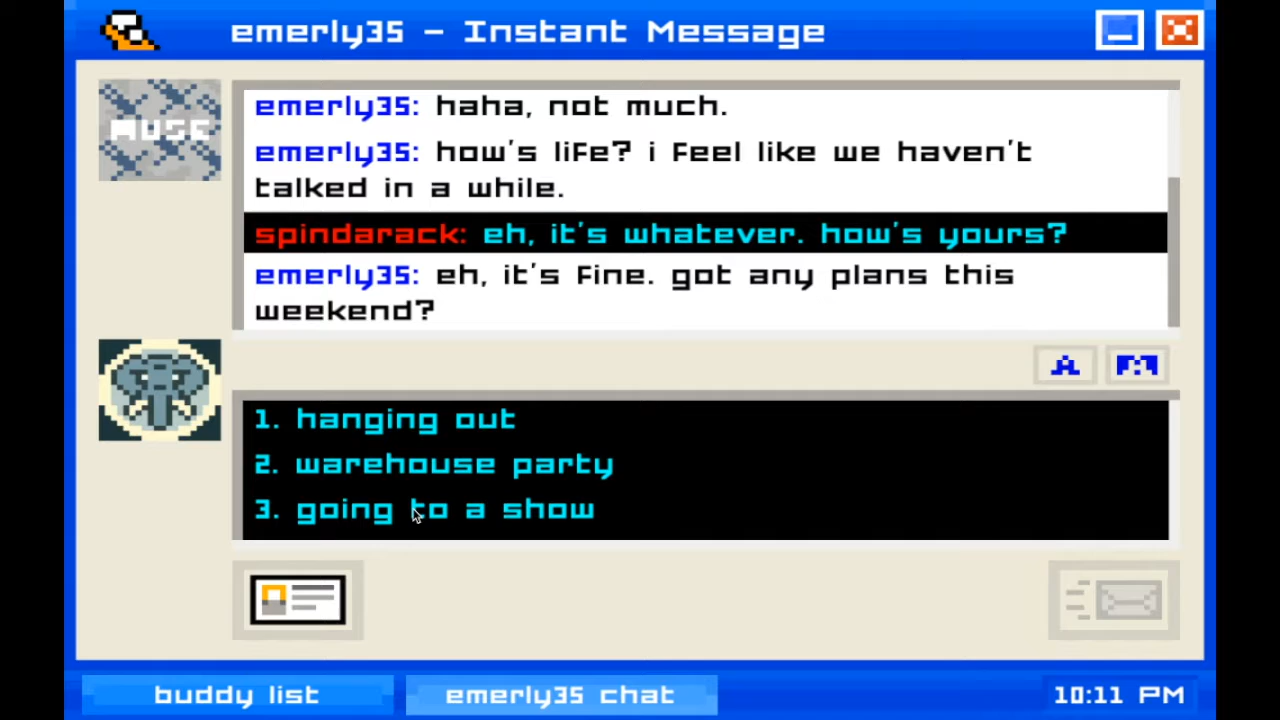 emerly35 - Instant Message
MUSE
emerly35: haha, not much.
emerly35: how's life? i feel like we haven't
talked in a while.
spindarack: eh, it's whatever. how's yours?
emerly35: eh, it's fine. got any plans this
weekend?
A
1. hanging out
2. warehouse party
3. going to a show
buddy list
emerly35 chat
10:11 PM